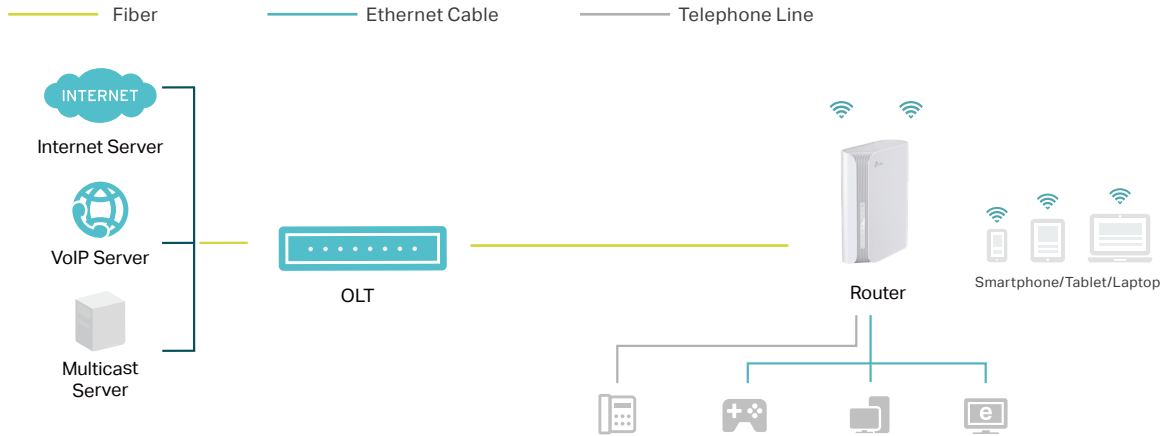 Fiber
Ethernet Cable
Telephone Line
INTERNET
Internet Server
VoIP Server
Multicast
Server
OLT
Router
Smartphone/Tablet/Laptop
e